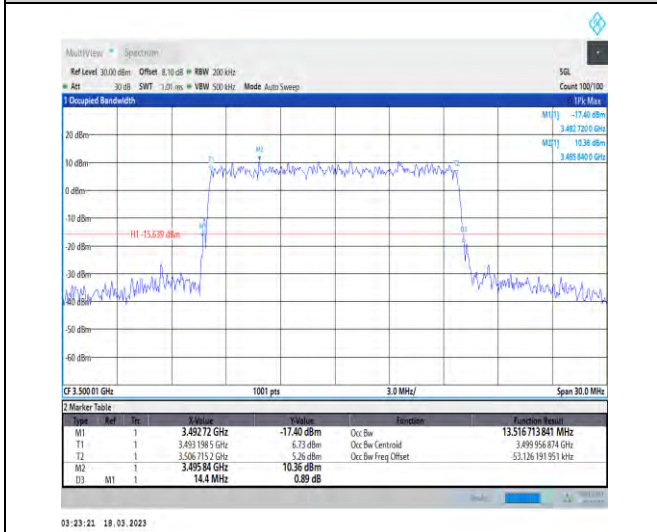 MultiView Spectrum
Ref Level 30.00 dBm Offset 8.10 dB RBW 200 kHz SGL
Att 30 dB SWT 1.01 ms VBW 500 kHz Mode Auto Sweep Count 100/100
1 Occupied Bandwidth 1Pk Max
M1[1] -17.40 dBm
3.492 720 0 GHz
M2[1] 10.36 dBm
3.495 840 0 GHz
20 dBm
M2
10 dBm
0 dBm
-10 dBm
H1 -15.639 dBm
-20 dBm
-30 dBm
-40 dBm
-50 dBm
-60 dBm
CF 3.500 01 GHz 1001 pts 3.0 MHz/ Span 30.0 MHz
2 Marker Table
Type Ref Trc X-Value Y-Value Function Function Result
M1 1 3.492 72 GHz -17.40 dBm Occ Bw 13.516 713 841 MHz
T1 1 3.493 198 5 GHz 6.73 dBm Occ Bw Centroid 3.499 956 874 GHz
T2 1 3.506 715 2 GHz 5.26 dBm Occ Bw Freq Offset -53.126 191 951 kHz
M2 1 3.495 84 GHz 10.36 dBm
D3 M1 1 14.4 MHz 0.89 dB
03:23:21 18.03.2023